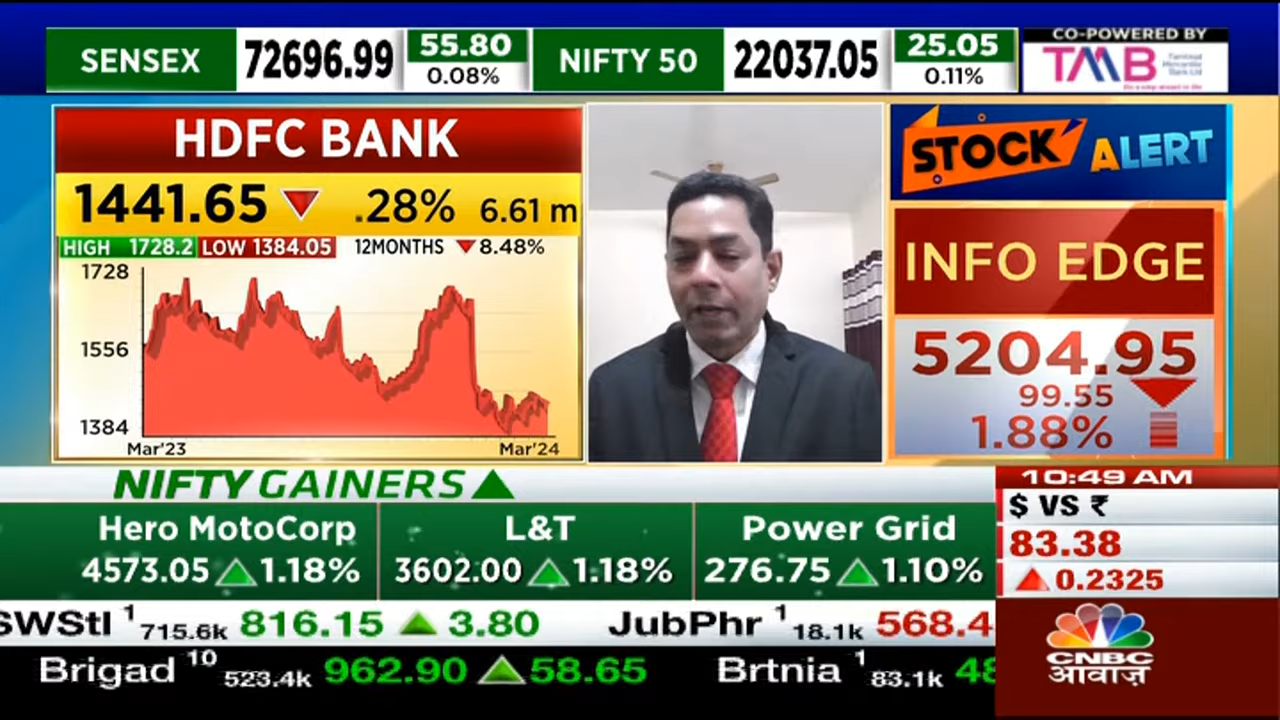 SENSEX 72696.99 55.80 0.08% NIFTY 50 22037.05 25.05 0.11%
CO-POWERED BY
TMB
HDFC BANK
1441.65 .28% 6.61 m
HIGH 1728.2 LOW 1384.05 12MONTHS 8.48%
1728
1556
1384
Mar'23 Mar'24
STOCK ALERT
INFO EDGE
5204.95
99.55
1.88%
NIFTY GAINERS
Hero MotoCorp L&T Power Grid
4573.05 1.18% 3602.00 1.18% 276.75 1.10%
10:49 AM
$ VS ₹
83.38
0.2325
SWStl 1 715.6k 816.15 3.80 JubPhr 1 18.1k 568.4
Brigad 10 523.4k 962.90 58.65 Brtnia 1 83.1k 48
CNBC
आवाज़